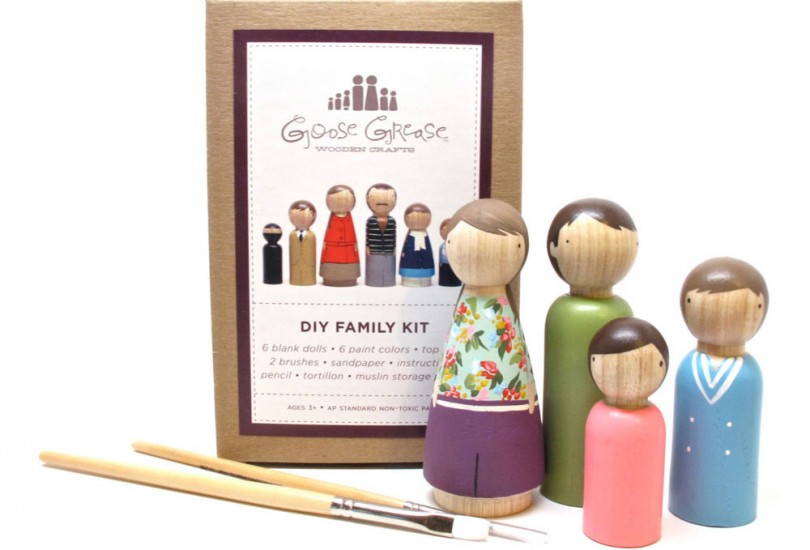 Goose Grease
WOODEN CRAFTS
DIY FAMILY KIT
6 blank dolls • 6 paint colors • top
2 brushes • sandpaper • instructi
pencil • tortillon • muslin storage
AGES 3+ • AP STANDARD NON-TOXIC PA